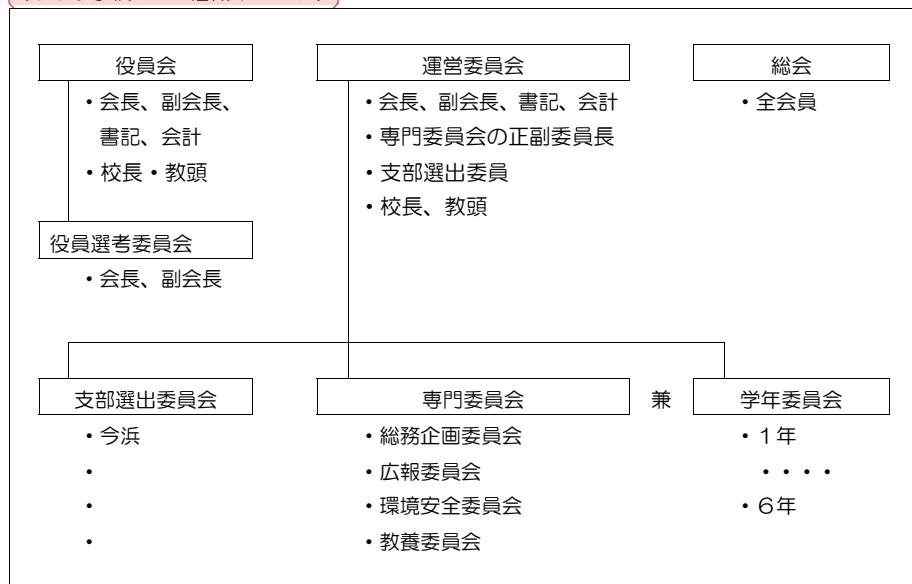 役員会
・会長、副会長、
書記、会計
・校長・教頭
役員選考委員会
・会長、副会長
運営委員会
・会長、副会長、書記、会計
・専門委員会の正副委員長
・支部選出委員
・校長、教頭
総会
・全会員
支部選出委員会
・今浜
・
・
・
専門委員会
・総務企画委員会
・広報委員会
・環境安全委員会
・教養委員会
兼
学年委員会
・1年
・・・・
・6年